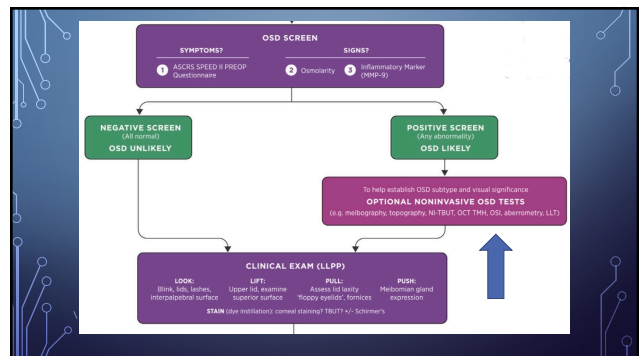 OSD SCREEN
SYMPTOMS?
1 ASCRS SPEED II PREOP
Questionnaire
SIGNS?
2 Osmolarity
3 Inflammatory Marker
(MMP-9)
NEGATIVE SCREEN
(All normal)
OSD UNLIKELY
POSITIVE SCREEN
(Any abnormality)
OSD LIKELY
To help establish OSD subtype and visual significance
OPTIONAL NONINVASIVE OSD TESTS
(e.g. meibography, topography, NI-TBUT, OCT TMH, OSI, aberrometry, LLT)
CLINICAL EXAM (LLPP)
LOOK:
Blink, lids, lashes,
interpalpebral surface
LIFT:
Upper lid, examine
superior surface
PULL:
Assess lid laxity
'floppy eyelids', fornices
PUSH:
Meibomian gland
expression
STAIN (dye instillation): corneal staining? TBUT? +/- Schirmer's